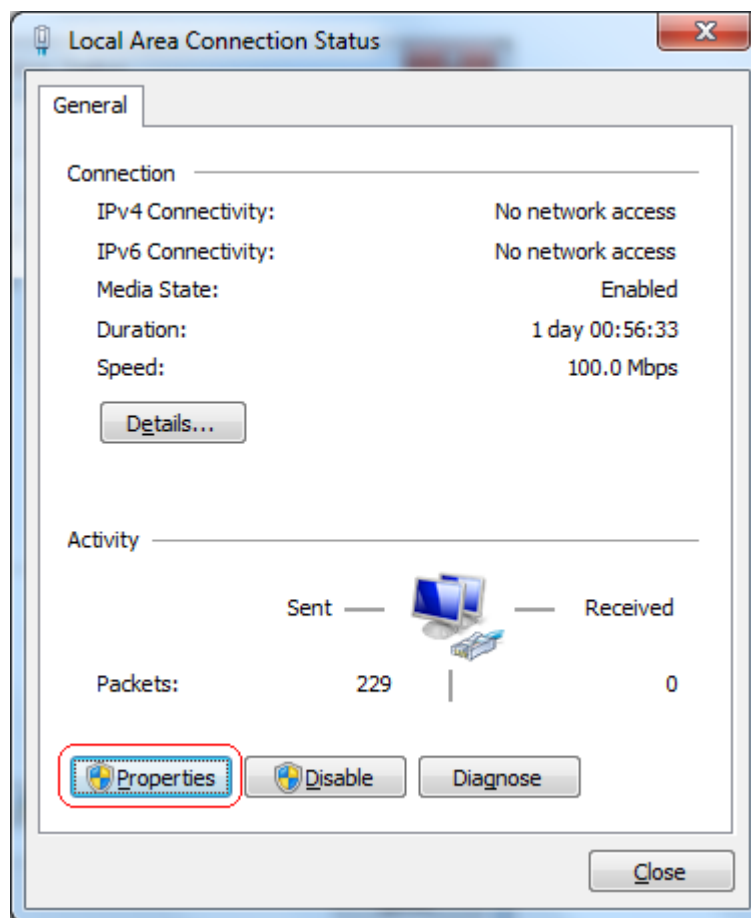 Local Area Connection Status
General
Connection
IPv4 Connectivity: No network access
IPv6 Connectivity: No network access
Media State: Enabled
Duration: 1 day 00:56:33
Speed: 100.0 Mbps
Details...
Activity
Sent Received
Packets: 229 0
Properties Disable Diagnose
Close